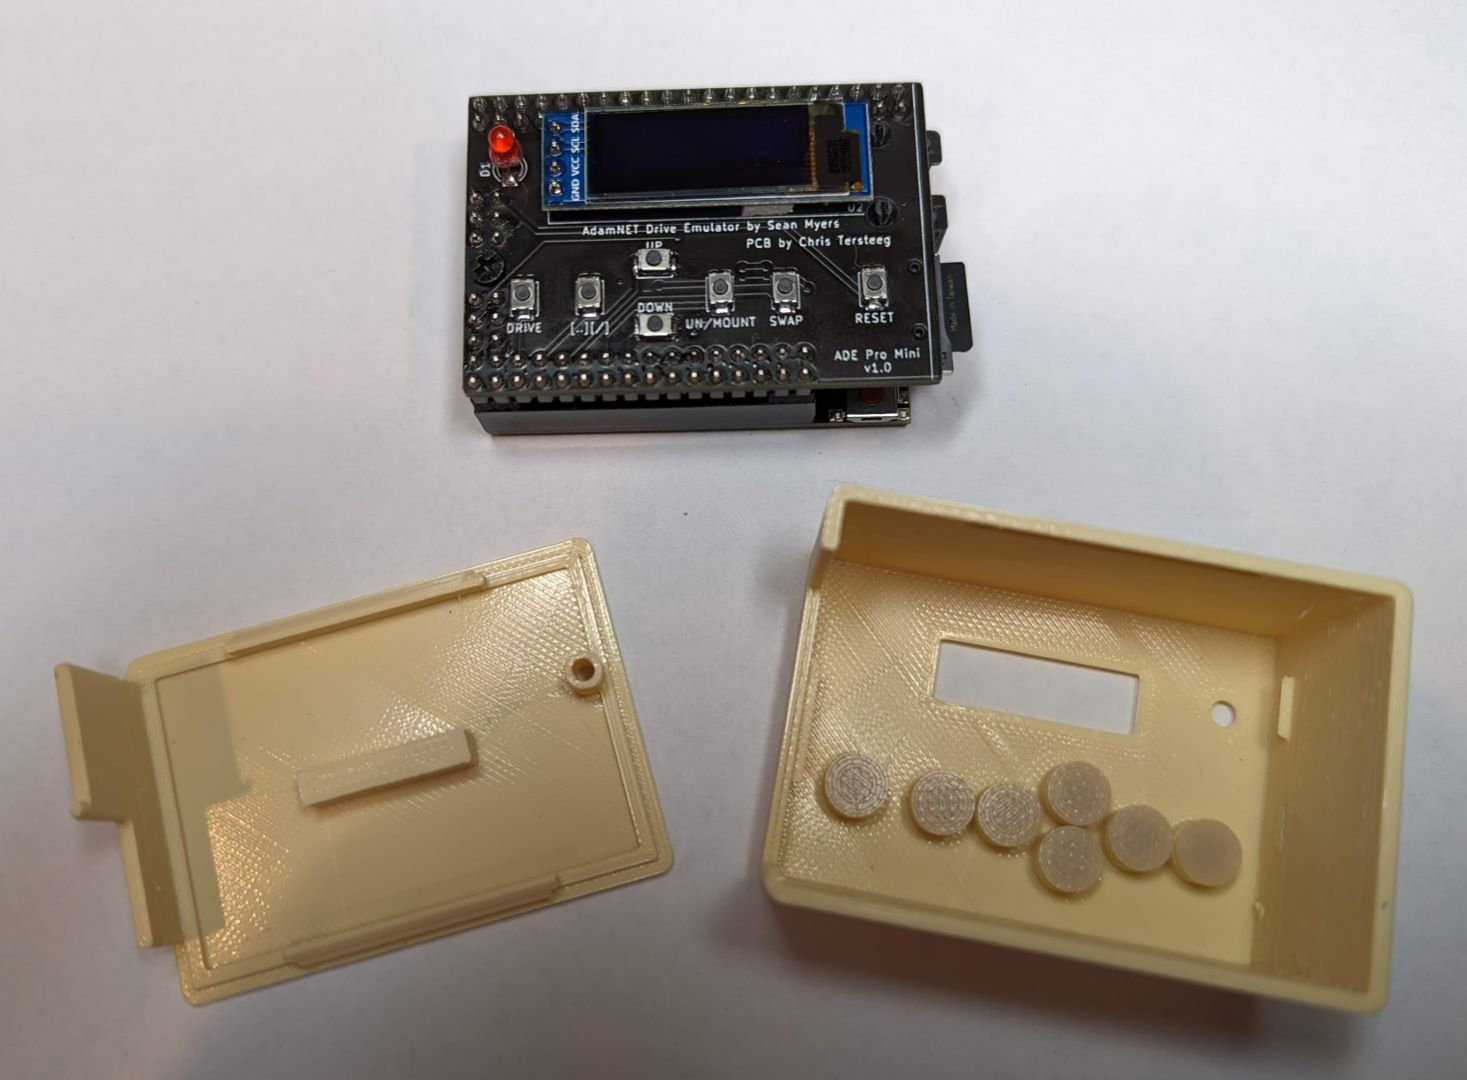 GND VCC SCL SDA
D1
U2
AdamNET Drive Emulator by Sean Myers
PCB by Chris Tersteeg
UP
DOWN
DRIVE
[..][/]
UN/MOUNT
SWAP
RESET
Made in Taiwan
ADE Pro Mini
v1.0